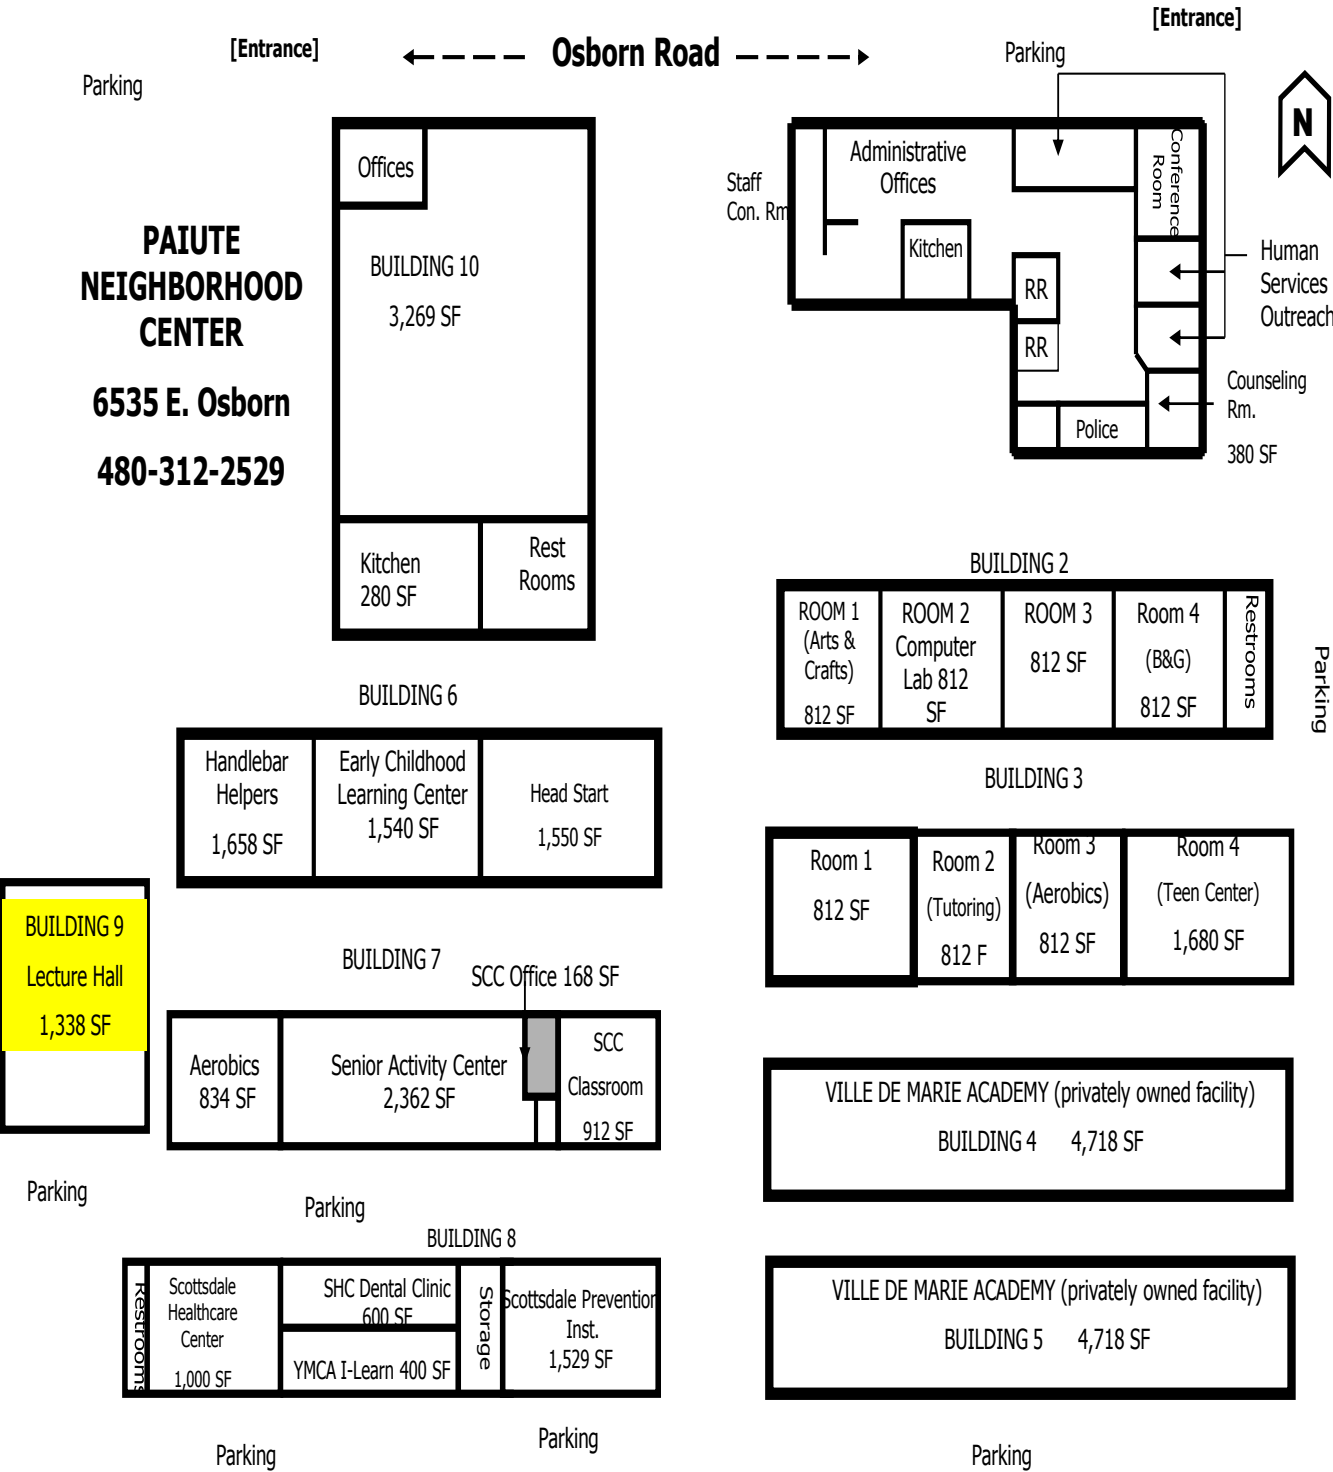 [Entrance]
[Entrance]
Osborn Road
Parking
Parking
N
PAIUTE
NEIGHBORHOOD
CENTER
6535 E. Osborn
480-312-2529
Offices
BUILDING 10
3,269 SF
Kitchen
280 SF
Rest
Rooms
Staff
Con. Rm
Administrative
Offices
Kitchen
RR
RR
Police
Conference
Room
Human
Services
Outreach
Counseling
Rm.
380 SF
BUILDING 2
ROOM 1
(Arts &
Crafts)
812 SF
ROOM 2
Computer
Lab 812
SF
ROOM 3
812 SF
Room 4
(B&G)
812 SF
Restrooms
Parking
BUILDING 6
Handlebar
Helpers
1,658 SF
Early Childhood
Learning Center
1,540 SF
Head Start
1,550 SF
BUILDING 3
Room 1
812 SF
Room 2
(Tutoring)
812 F
Room 3
(Aerobics)
812 SF
Room 4
(Teen Center)
1,680 SF
BUILDING 9
Lecture Hall
1,338 SF
BUILDING 7
SCC Office 168 SF
Aerobics
834 SF
Senior Activity Center
2,362 SF
SCC
Classroom
912 SF
VILLE DE MARIE ACADEMY (privately owned facility)
BUILDING 4 4,718 SF
Parking
Parking
BUILDING 8
Restrooms
Scottsdale
Healthcare
Center
1,000 SF
SHC Dental Clinic
600 SF
YMCA I-Learn 400 SF
Storage
Scottsdale Prevention
Inst.
1,529 SF
VILLE DE MARIE ACADEMY (privately owned facility)
BUILDING 5 4,718 SF
Parking
Parking
Parking